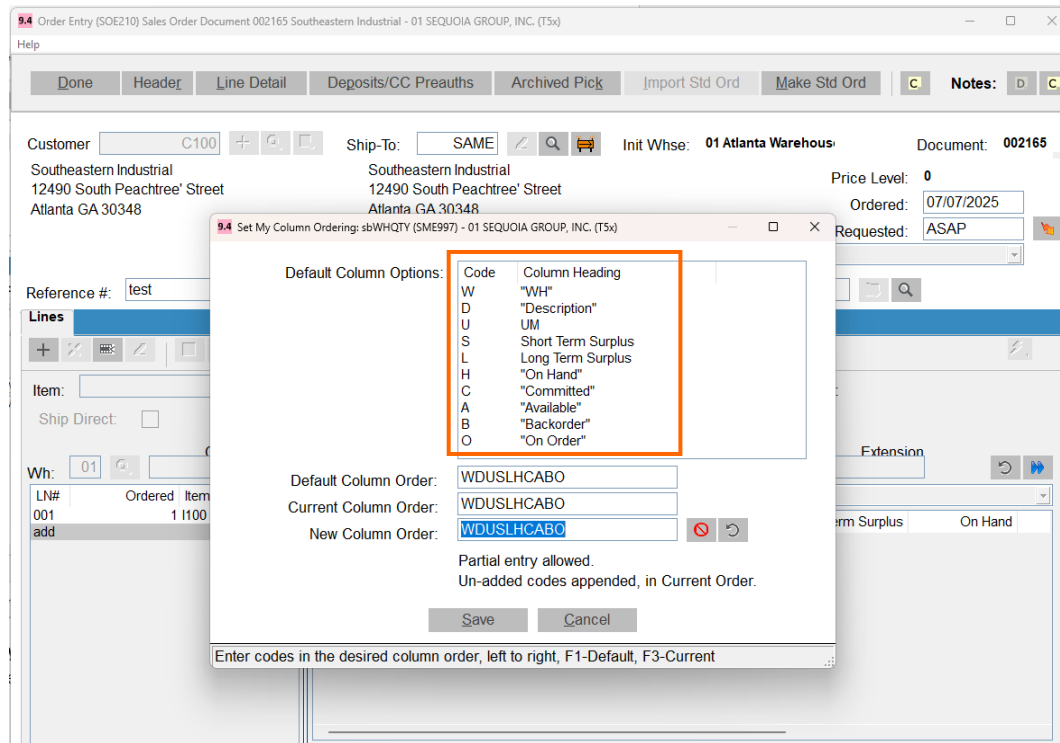 9.4 Order Entry (SOE210) Sales Order Document 002165 Southeastern Industrial - 01 SEQUOIA GROUP, INC. (T5x)
Help
Done Header Line Detail Deposits/CC Preauths Archived Pick Import Std Ord Make Std Ord C Notes: D C
Customer C100 Ship-To: SAME Init Whse: 01 Atlanta Warehous Document: 002165
Southeastern Industrial Southeastern Industrial Price Level: 0
12490 South Peachtree' Street 12490 South Peachtree' Street
Atlanta GA 30348 Atlanta GA 30348 Ordered: 07/07/2025
Requested: ASAP
Reference #: test
Lines
Item:
Ship Direct:
Extension
Wh: 01
LN# Ordered Item
001 1 I100
add
rm Surplus On Hand
9.4 Set My Column Ordering: sbWHQTY (SME997) - 01 SEQUOIA GROUP, INC. (T5x)
Default Column Options:
Code Column Heading
W "WH"
D "Description"
U UM
S Short Term Surplus
L Long Term Surplus
H "On Hand"
C "Committed"
A "Available"
B "Backorder"
O "On Order"
Default Column Order: WDUSLHCABO
Current Column Order: WDUSLHCABO
New Column Order: WDUSLHCABO
Partial entry allowed.
Un-added codes appended, in Current Order.
Save Cancel
Enter codes in the desired column order, left to right, F1-Default, F3-Current